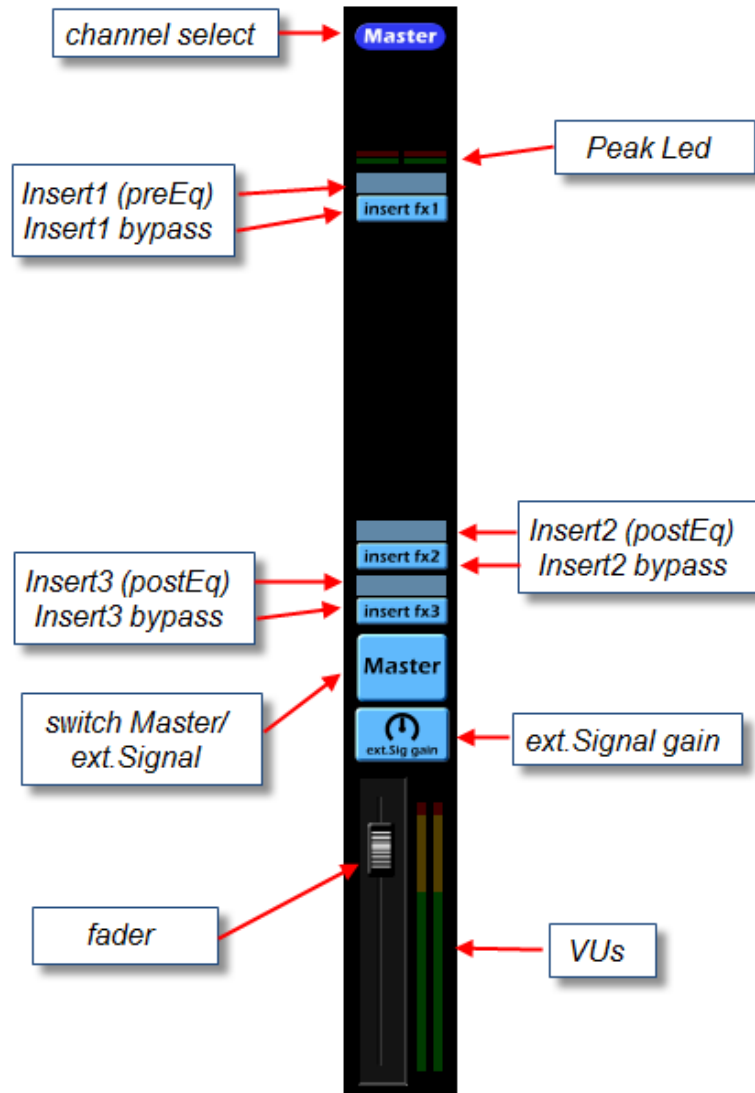 channel select
Master
Peak Led
Insert1 (preEq)
Insert1 bypass
insert fx1
Insert2 (postEq)
Insert2 bypass
insert fx2
Insert3 (postEq)
Insert3 bypass
insert fx3
Master
switch Master/
ext.Signal
ext.Sig gain
ext.Signal gain
fader
VUs